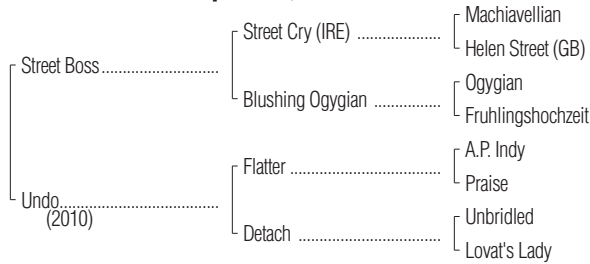 Machiavellian
Street Cry (IRE) ..................
Helen Street (GB)
Street Boss..........................
Ogygian
Blushing Ogygian ..............
Fruhlingshochzeit
A.P. Indy
Flatter .................................
Praise
Undo...................................
(2010)
Unbridled
Detach ...............................
Lovat's Lady